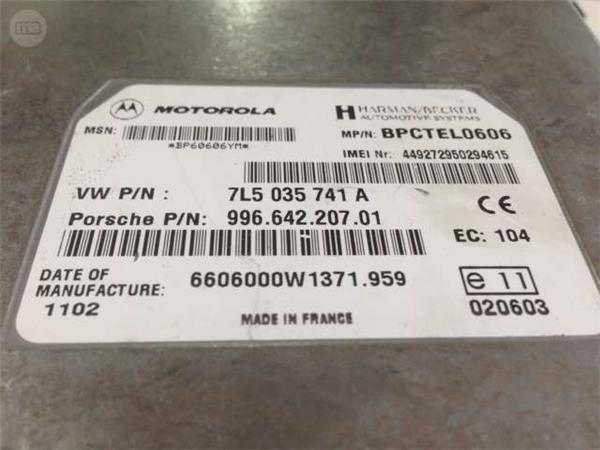 ma
MOTOROLA
HARMAN/BECKER
AUTOMOTIVE SYSTEMS
MSN:
*BP60606YM*
MP/N: BPCTEL0606
IMEI Nr: 449272950294615
VW P/N : 7L5 035 741 A
Porsche P/N: 996.642.207.01
CE
EC: 104
DATE OF
MANUFACTURE:
1102
6606000W1371.959
e 11
020603
MADE IN FRANCE